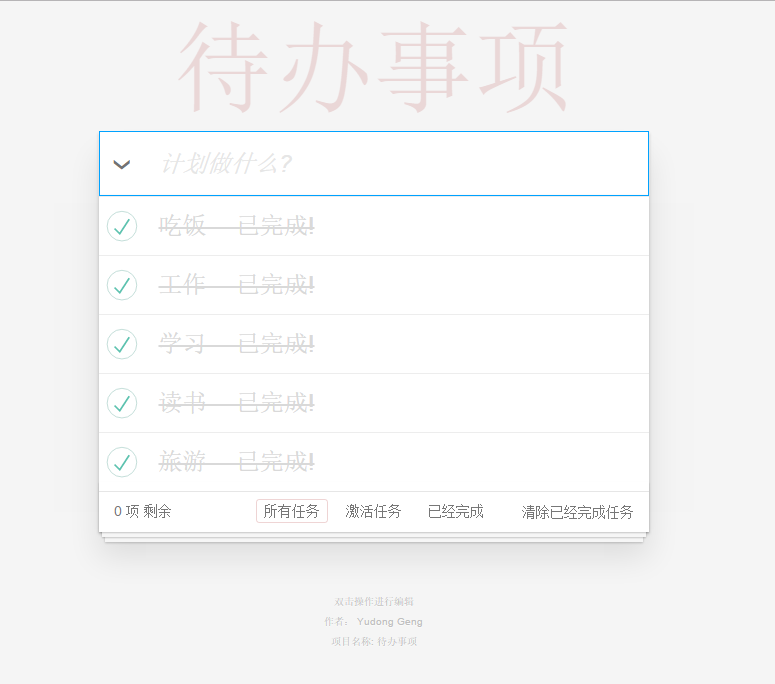 待办事项
计划做什么?
吃饭 已完成!
工作 已完成!
学习 已完成!
读书 已完成!
旅游 已完成!
0 项 剩余 所有任务 激活任务 已经完成 清除已经完成任务
双击操作进行编辑
作者: Yudong Geng
项目名称: 待办事项